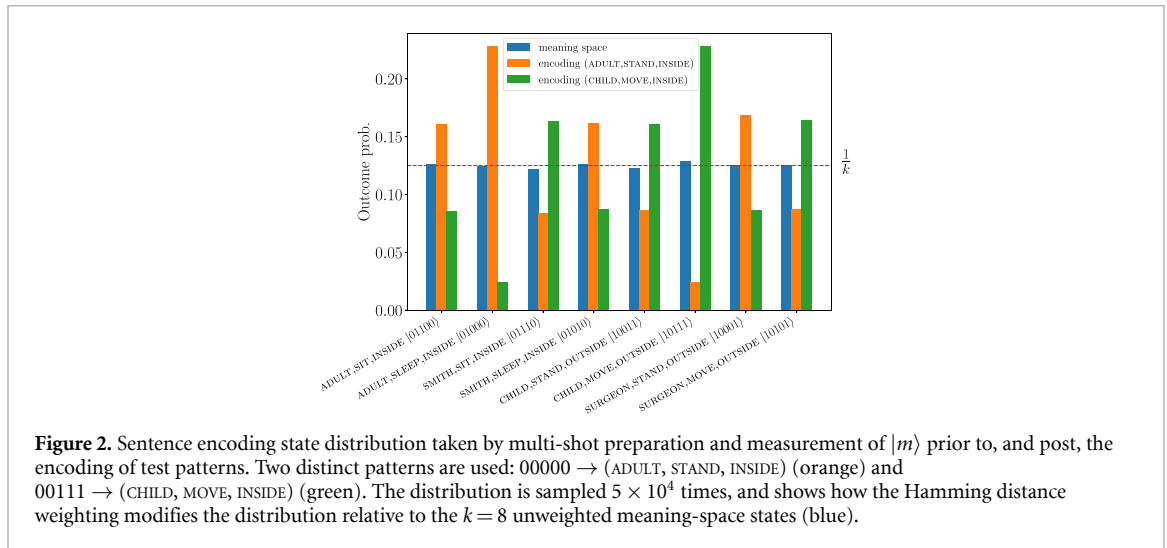 meaning space
encoding (ADULT,STAND,INSIDE)
encoding (CHILD,MOVE,INSIDE)
Outcome prob.
0.20
0.15
0.10
0.05
0.00
1
k
ADULT,SIT,INSIDE |01100⟩
ADULT,SLEEP,INSIDE |01000⟩
SMITH,SIT,INSIDE |01110⟩
SMITH,SLEEP,INSIDE |01010⟩
CHILD,STAND,OUTSIDE |10011⟩
CHILD,MOVE,OUTSIDE |10111⟩
SURGEON,STAND,OUTSIDE |10001⟩
SURGEON,MOVE,OUTSIDE |10101⟩
Figure 2. Sentence encoding state distribution taken by multi-shot preparation and measurement of |m⟩ prior to, and post, the
encoding of test patterns. Two distinct patterns are used: 00000 → (ADULT, STAND, INSIDE) (orange) and
00111 → (CHILD, MOVE, INSIDE) (green). The distribution is sampled 5 × 10⁴ times, and shows how the Hamming distance
weighting modifies the distribution relative to the k = 8 unweighted meaning-space states (blue).